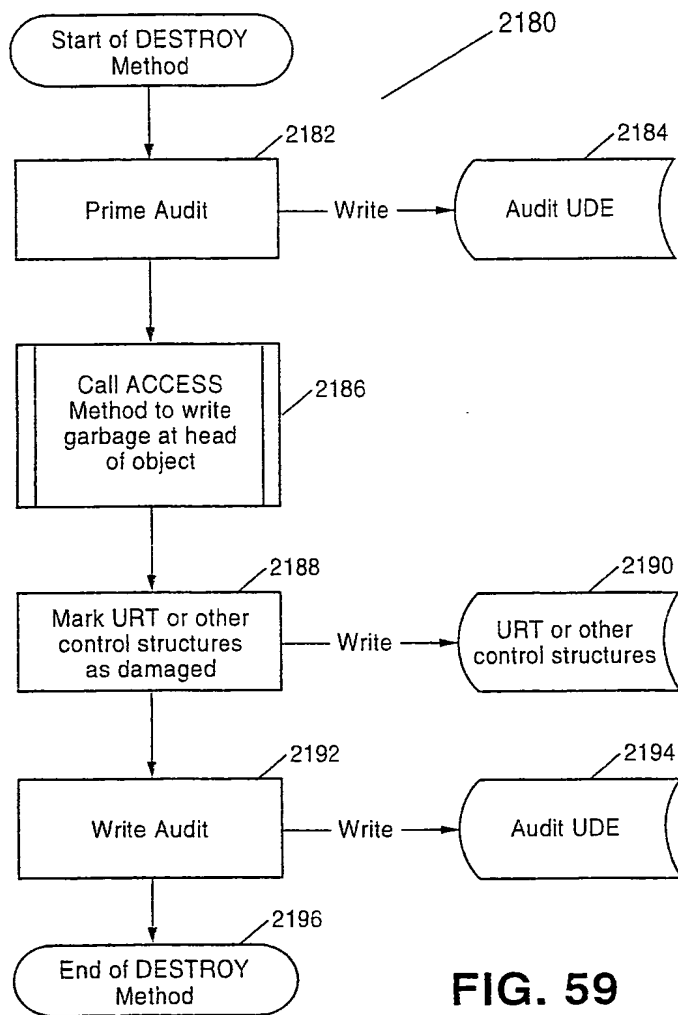 Start of DESTROY
Method
2180
2182
Prime Audit
Write
2184
Audit UDE
Call ACCESS
Method to write
garbage at head
of object
2186
2188
Mark URT or other
control structures
as damaged
Write
2190
URT or other
control structures
2192
Write Audit
Write
2194
Audit UDE
2196
End of DESTROY
Method
FIG. 59